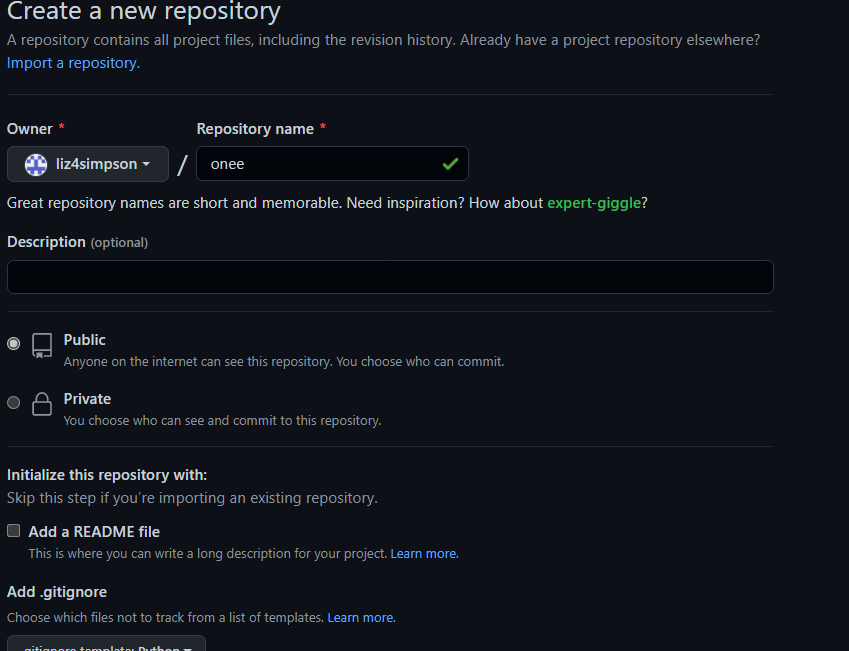 Create a new repository
A repository contains all project files, including the revision history. Already have a project repository elsewhere?
Import a repository.
Owner *
Repository name *
liz4simpson / onee
Great repository names are short and memorable. Need inspiration? How about expert-giggle?
Description (optional)
Public
Anyone on the internet can see this repository. You choose who can commit.
Private
You choose who can see and commit to this repository.
Initialize this repository with:
Skip this step if you’re importing an existing repository.
Add a README file
This is where you can write a long description for your project. Learn more.
Add .gitignore
Choose which files not to track from a list of templates. Learn more.
.gitignore template: Python